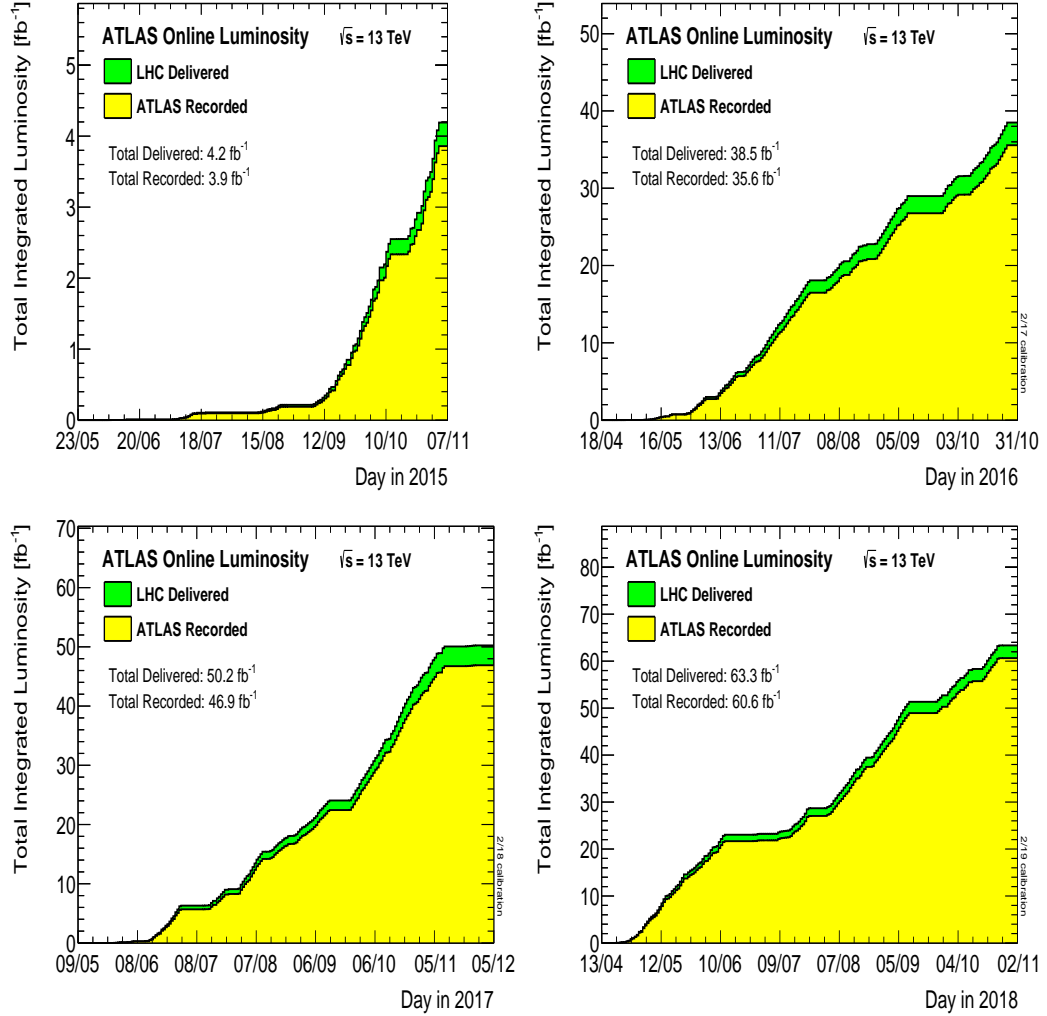 Total Integrated Luminosity [fb⁻¹]
ATLAS Online Luminosity √s = 13 TeV
LHC Delivered
ATLAS Recorded
Total Delivered: 4.2 fb⁻¹
Total Recorded: 3.9 fb⁻¹
5
4
3
2
1
0
23/05 20/06 18/07 15/08 12/09 10/10 07/11
Day in 2015
Total Integrated Luminosity [fb⁻¹]
ATLAS Online Luminosity √s = 13 TeV
LHC Delivered
ATLAS Recorded
Total Delivered: 38.5 fb⁻¹
Total Recorded: 35.6 fb⁻¹
50
40
30
20
10
0
2/17 calibration
18/04 16/05 13/06 11/07 08/08 05/09 03/10 31/10
Day in 2016
Total Integrated Luminosity [fb⁻¹]
ATLAS Online Luminosity √s = 13 TeV
LHC Delivered
ATLAS Recorded
Total Delivered: 50.2 fb⁻¹
Total Recorded: 46.9 fb⁻¹
70
60
50
40
30
20
10
0
2/18 calibration
09/05 08/06 08/07 07/08 06/09 06/10 05/11 05/12
Day in 2017
Total Integrated Luminosity [fb⁻¹]
ATLAS Online Luminosity √s = 13 TeV
LHC Delivered
ATLAS Recorded
Total Delivered: 63.3 fb⁻¹
Total Recorded: 60.6 fb⁻¹
80
70
60
50
40
30
20
10
0
2/19 calibration
13/04 12/05 10/06 09/07 07/08 05/09 04/10 02/11
Day in 2018